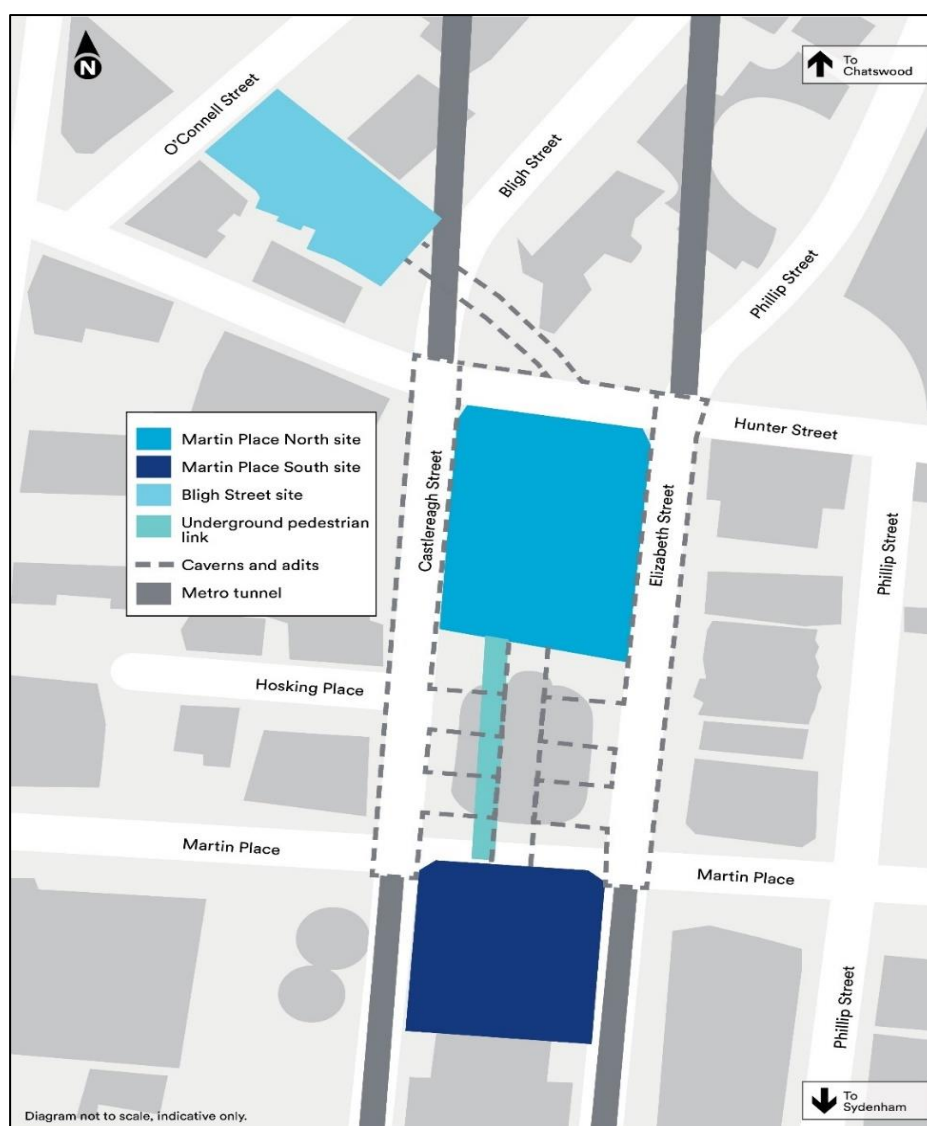 N
To
Chatswood
O'Connell Street
Bligh Street
Phillip Street
Hunter Street
Martin Place North site
Martin Place South site
Bligh Street site
Underground pedestrian
link
Caverns and adits
Metro tunnel
Castlereagh Street
Elizabeth Street
Phillip Street
Hosking Place
Martin Place
Martin Place
Phillip Street
Diagram not to scale, indicative only.
To
Sydenham